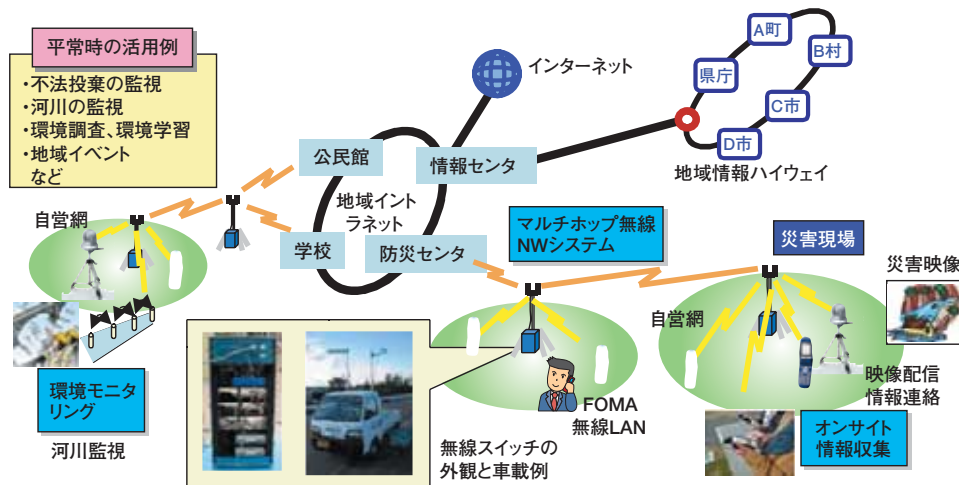 平常時の活用例
・不法投棄の監視
・河川の監視
・環境調査、環境学習
・地域イベント
など
インターネット
A町
B村
県庁
C市
D市
地域情報ハイウェイ
公民館
情報センタ
地域イント
ラネット
学校
防災センタ
自営網
マルチホップ無線
NWシステム
災害現場
災害映像
自営網
環境モニタ
リング
河川監視
FOMA
無線LAN
映像配信
情報連絡
オンサイト
情報収集
無線スイッチの
外観と車載例